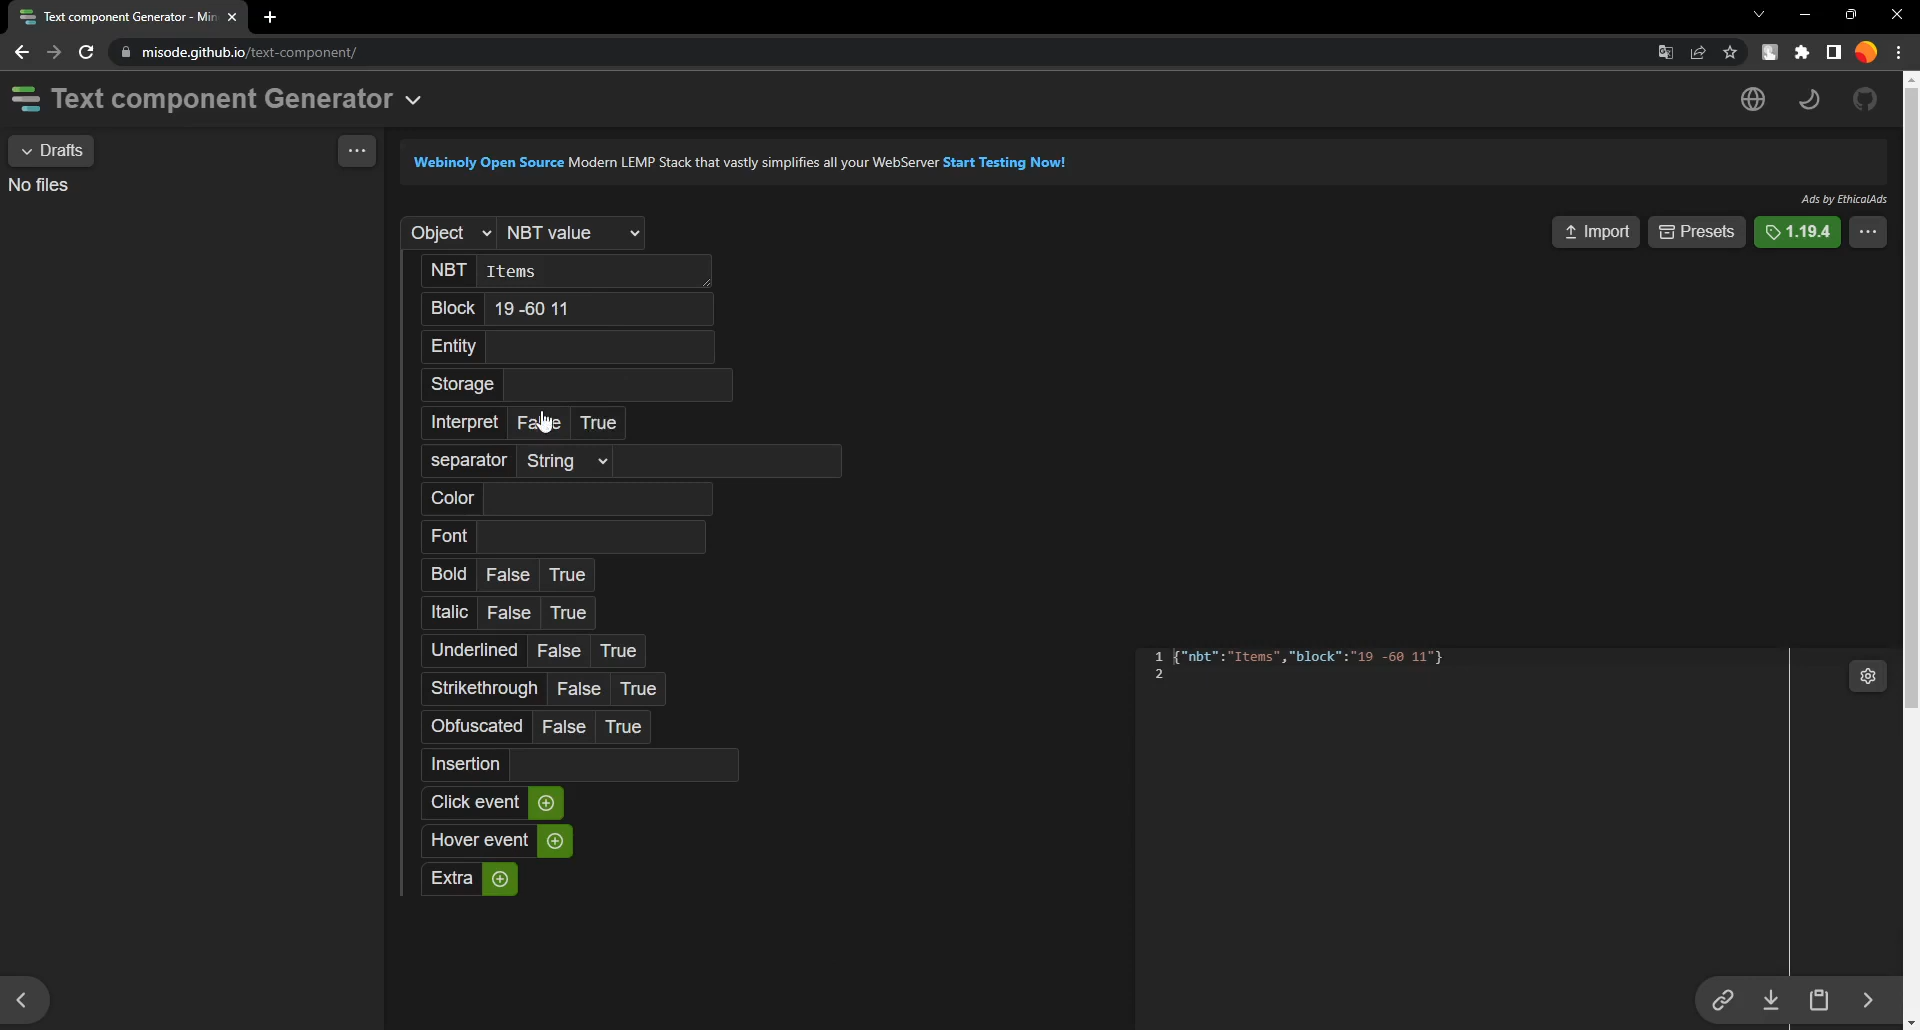 Text component Generator - Min
misode.github.io/text-component/
Text component Generator
Drafts
No files
Webinoly Open Source Modern LEMP Stack that vastly simplifies all your WebServer Start Testing Now!
Ads by EthicalAds
Object NBT value
Import Presets 1.19.4
NBT Items
Block 19 -60 11
Entity
Storage
Interpret False True
separator String
Color
Font
Bold False True
Italic False True
Underlined False True
Strikethrough False True
Obfuscated False True
Insertion
Click event
Hover event
Extra
1 {"nbt":"Items","block":"19 -60 11"}
2